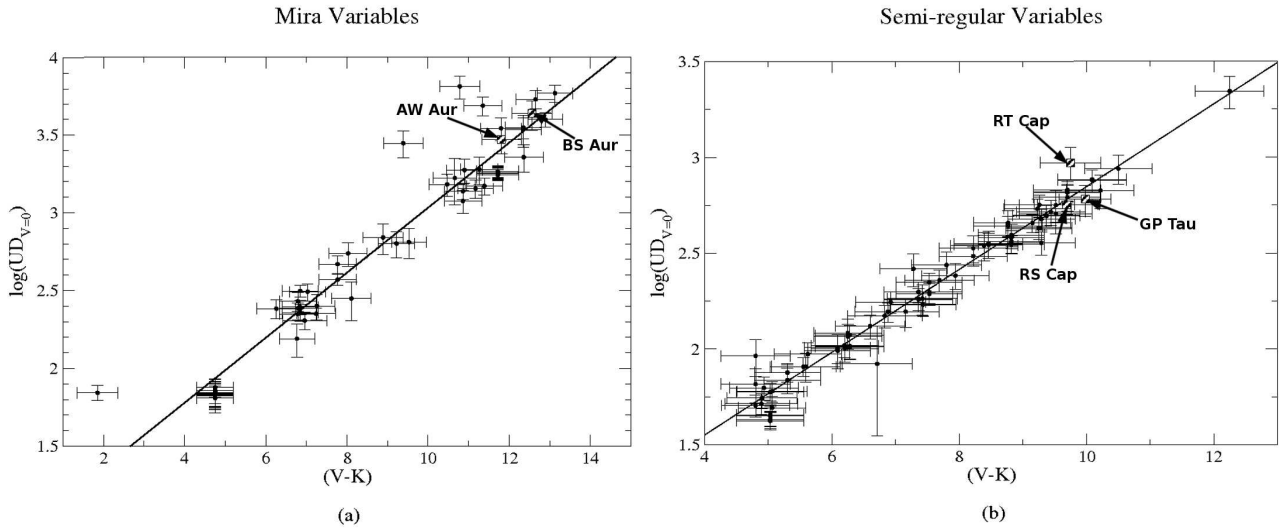 Mira Variables
Semi-regular Variables
4
3.5
3
2.5
2
1.5
log(UD_{V=0})
2
4
6
8
10
12
14
(V-K)
AW Aur
BS Aur
(a)
3.5
3
2.5
2
1.5
log(UD_{V=0})
4
6
8
10
12
(V-K)
RT Cap
GP Tau
RS Cap
(b)